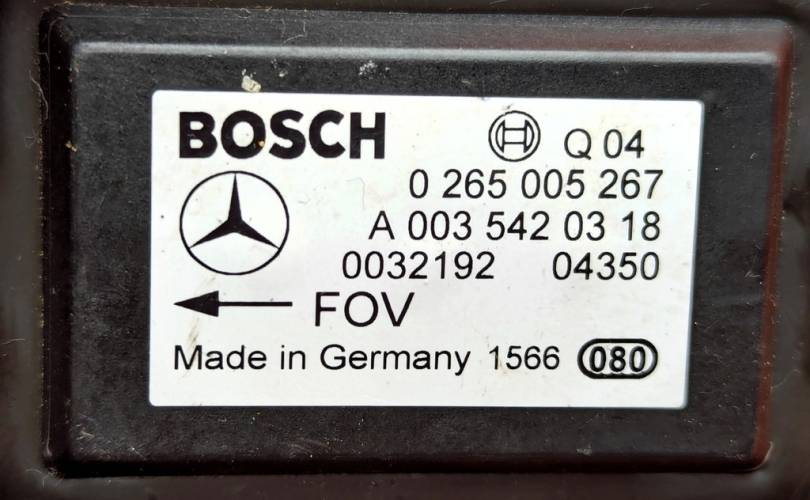 BOSCH Q 04
0 265 005 267
A 003 542 03 18
0032192 04350
FOV
Made in Germany 1566 080